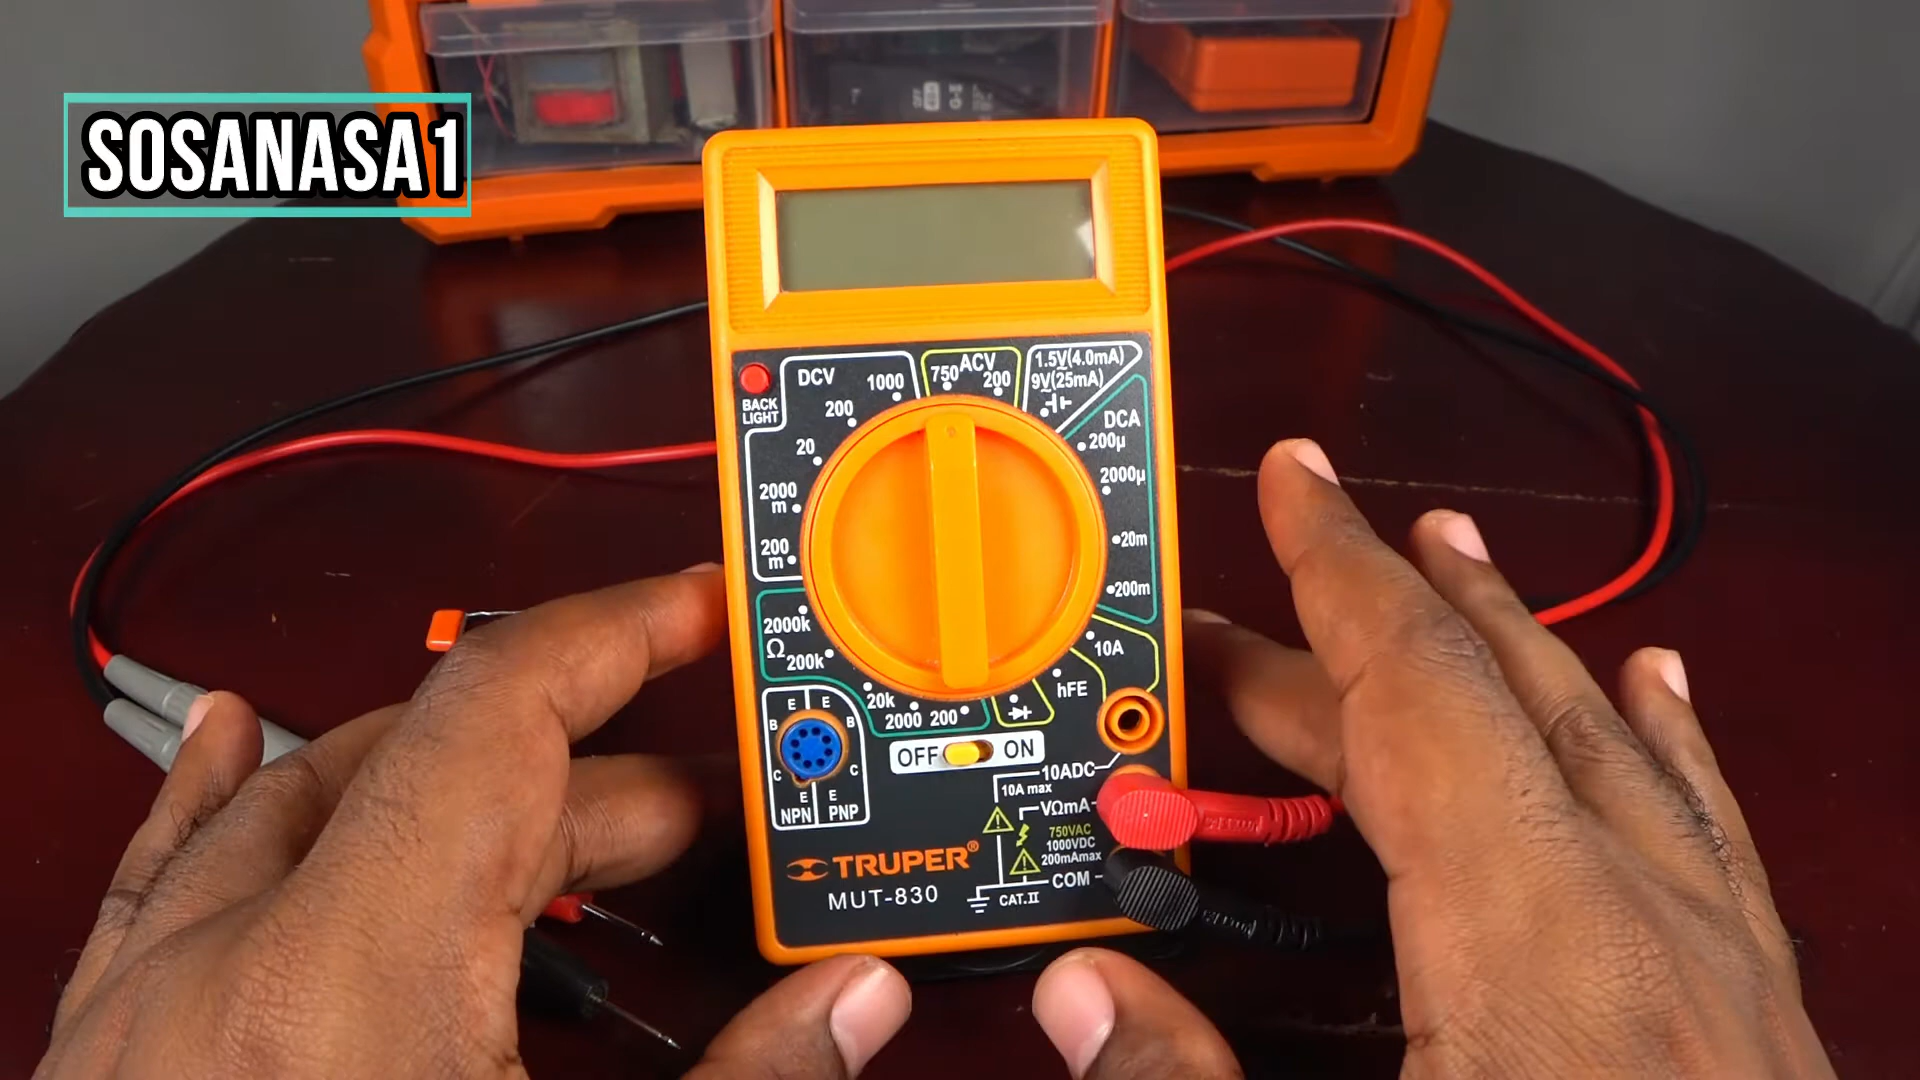 SOSANASA1
BACK
LIGHT
DCV
1000
200
20
2000
m
200
m
ACV
750
200
1.5V(4.0mA)
9V(25mA)
DCA
200µ
2000µ
20m
200m
10A
hFE
2000k
Ω
200k
20k
2000
200
E
E
B
B
C
C
E
E
NPN
PNP
OFF
ON
10ADC
10A max
VΩmA
750VAC
1000VDC
200mAmax
COM
CAT.II
TRUPER®
MUT-830